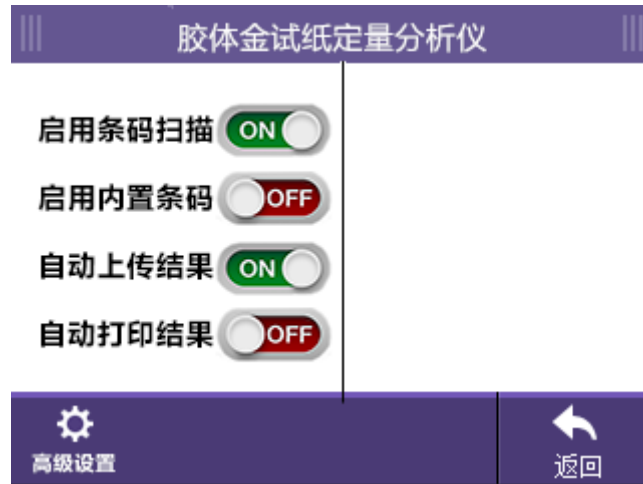 胶体金试纸定量分析仪
启用条码扫描 ON
启用内置条码 OFF
自动上传结果 ON
自动打印结果 OFF
高级设置
返回